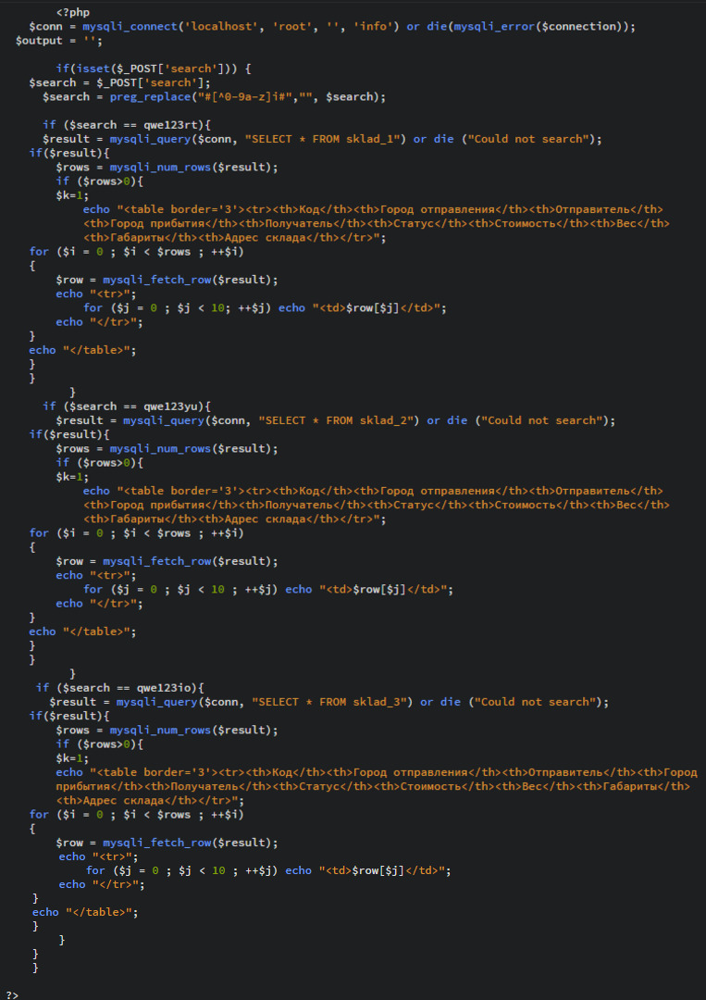 <?php
$conn = mysqli_connect('localhost', 'root', '', 'info') or die(mysqli_error($connection));
$output = '';
if(isset($_POST['search'])) {
$search = $_POST['search'];
$search = preg_replace("#[^0-9a-z]i#","", $search);
if ($search == qwe123rt){
$result = mysqli_query($conn, "SELECT * FROM sklad_1") or die ("Could not search");
if($result){
$rows = mysqli_num_rows($result);
if ($rows>0){
$k=1;
echo "<table border='3'><tr><th>Код</th><th>Город отправления</th><th>Отправитель</th>
<th>Город прибытия</th><th>Получатель</th><th>Статус</th><th>Стоимость</th><th>Вес</th>
<th>Габариты</th><th>Адрес склада</th></tr>";
for ($i = 0 ; $i < $rows ; ++$i)
{
$row = mysqli_fetch_row($result);
echo "<tr>";
for ($j = 0 ; $j < 10; ++$j) echo "<td>$row[$j]</td>";
echo "</tr>";
}
echo "</table>";
}
}
}
if ($search == qwe123yu){
$result = mysqli_query($conn, "SELECT * FROM sklad_2") or die ("Could not search");
if($result){
$rows = mysqli_num_rows($result);
if ($rows>0){
$k=1;
echo "<table border='3'><tr><th>Код</th><th>Город отправления</th><th>Отправитель</th>
<th>Город прибытия</th><th>Получатель</th><th>Статус</th><th>Стоимость</th><th>Вес</th>
<th>Габариты</th><th>Адрес склада</th></tr>";
for ($i = 0 ; $i < $rows ; ++$i)
{
$row = mysqli_fetch_row($result);
echo "<tr>";
for ($j = 0 ; $j < 10 ; ++$j) echo "<td>$row[$j]</td>";
echo "</tr>";
}
echo "</table>";
}
}
}
if ($search == qwe123io){
$result = mysqli_query($conn, "SELECT * FROM sklad_3") or die ("Could not search");
if($result){
$rows = mysqli_num_rows($result);
if ($rows>0){
$k=1;
echo "<table border='3'><tr><th>Код</th><th>Город отправления</th><th>Отправитель</th><th>Город
прибытия</th><th>Получатель</th><th>Статус</th><th>Стоимость</th><th>Вес</th><th>Габариты</th>
<th>Адрес склада</th></tr>";
for ($i = 0 ; $i < $rows ; ++$i)
{
$row = mysqli_fetch_row($result);
echo "<tr>";
for ($j = 0 ; $j < 10 ; ++$j) echo "<td>$row[$j]</td>";
echo "</tr>";
}
echo "</table>";
}
}
}
}
?>